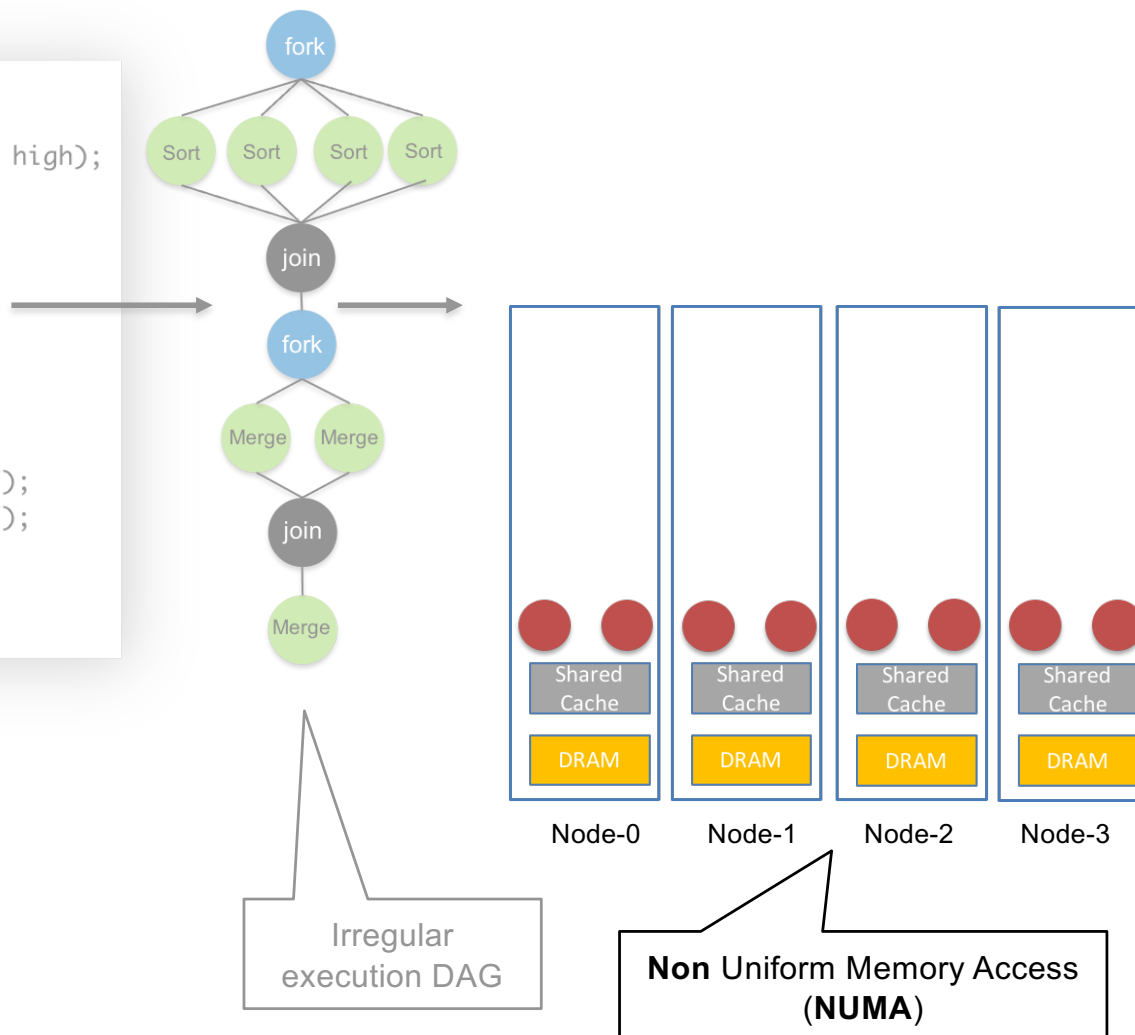 high);
);
);
fork
Sort Sort Sort Sort
join
fork
Merge Merge
join
Merge
Shared Cache
DRAM
Node-0
Shared Cache
DRAM
Node-1
Shared Cache
DRAM
Node-2
Shared Cache
DRAM
Node-3
Irregular
execution DAG
Non Uniform Memory Access
(NUMA)